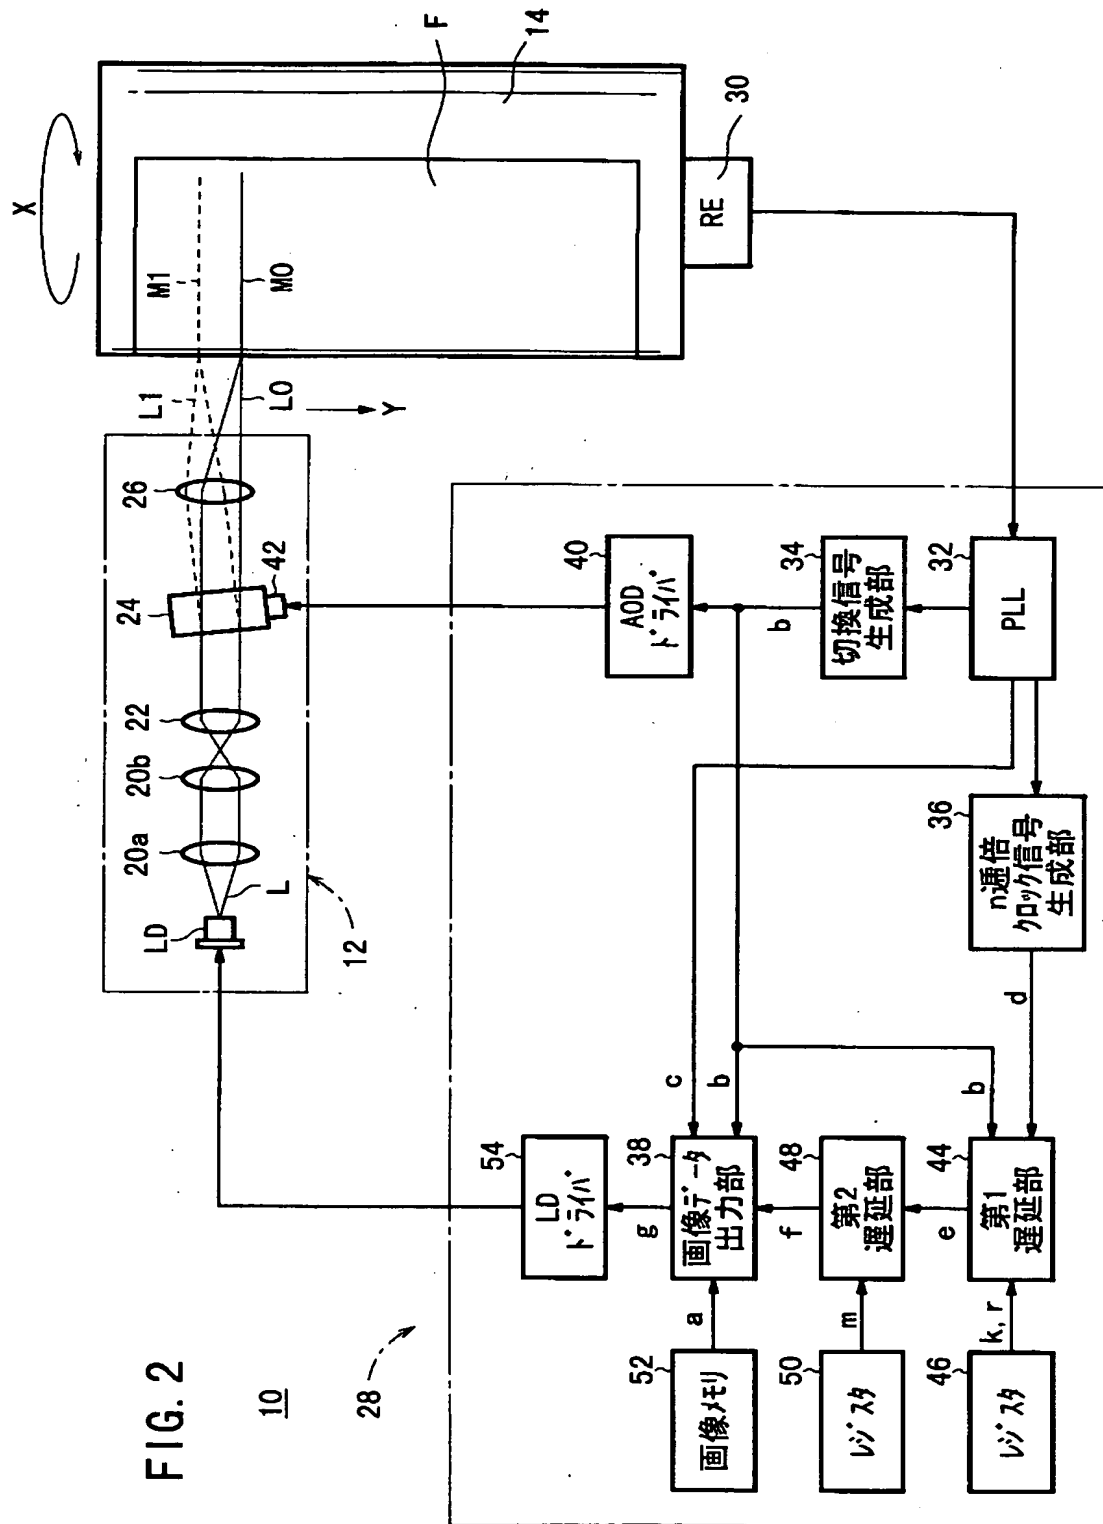 FIG. 2
10
28
X
F
14
M1
M0
L1
L0
Y
RE
30
26
24
42
22
20b
20a
L
LD
12
54
LD
ドライバ
40
AOD
ドライバ
34
切換信号
生成部
b
32
PLL
36
n逓倍
クロック信号
生成部
d
c
b
b
38
画像データ
出力部
g
a
52
画像メモリ
48
第2
遅延部
f
m
50
レジスタ
44
第1
遅延部
e
k, r
46
レジスタ